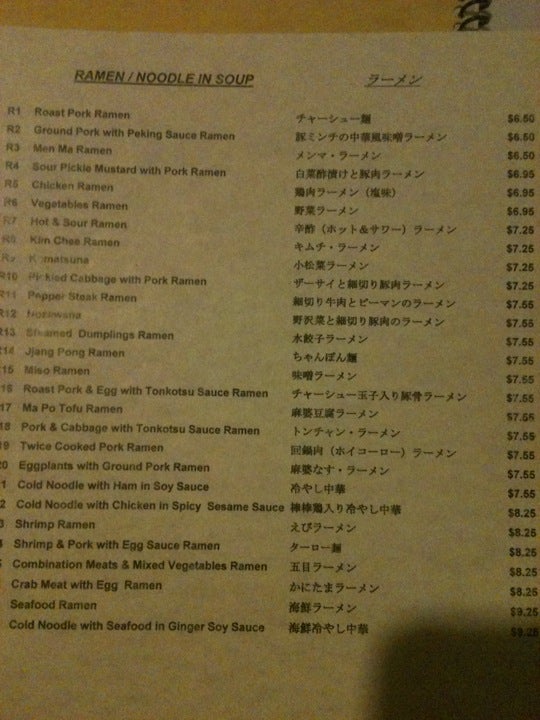 RAMEN / NOODLE IN SOUP ラーメン
R1 Roast Pork Ramen チャーシュー麺 $6.50
R2 Ground Pork with Peking Sauce Ramen 豚ミンチの中華風味噌ラーメン $6.50
R3 Men Ma Ramen メンマ・ラーメン $6.50
R4 Sour Pickle Mustard with Pork Ramen 白菜酢漬けと豚肉ラーメン $6.95
R5 Chicken Ramen 鶏肉ラーメン（塩味） $6.95
R6 Vegetables Ramen 野菜ラーメン $6.95
R7 Hot & Sour Ramen 辛酢（ホット＆サワー）ラーメン $7.25
R8 Kim Chee Ramen キムチ・ラーメン $7.25
R9 Komatsuna 小松菜ラーメン $7.25
R10 Pickled Cabbage with Pork Ramen ザーサイと細切り豚肉ラーメン $7.25
R11 Pepper Steak Ramen 細切り牛肉とピーマンのラーメン $7.55
R12 野沢菜と細切り豚肉のラーメン $7.55
R13 Steamed Dumplings Ramen 水餃子ラーメン $7.55
R14 Jjang Pong Ramen ちゃんぽん麺 $7.55
15 Miso Ramen 味噌ラーメン $7.55
16 Roast Pork & Egg with Tonkotsu Sauce Ramen チャーシュー玉子入り豚骨ラーメン $7.55
17 Ma Po Tofu Ramen 麻婆豆腐ラーメン $7.55
18 Pork & Cabbage with Tonkotsu Sauce Ramen トンチャン・ラーメン $7.55
19 Twice Cooked Pork Ramen 回鍋肉（ホイコーロー）ラーメン $7.55
20 Eggplants with Ground Pork Ramen 麻婆なす・ラーメン $7.55
1 Cold Noodle with Ham in Soy Sauce 冷やし中華 $7.55
2 Cold Noodle with Chicken in Spicy Sesame Sauce 棒棒鶏入り冷やし中華 $8.25
3 Shrimp Ramen えびラーメン $8.25
Shrimp & Pork with Egg Sauce Ramen ターロー麺 $8.25
Combination Meats & Mixed Vegetables Ramen 五目ラーメン $8.25
Crab Meat with Egg Ramen かにたまラーメン $8.25
Seafood Ramen 海鮮ラーメン $9.25
Cold Noodle with Seafood in Ginger Soy Sauce 海鮮冷やし中華 $9.25